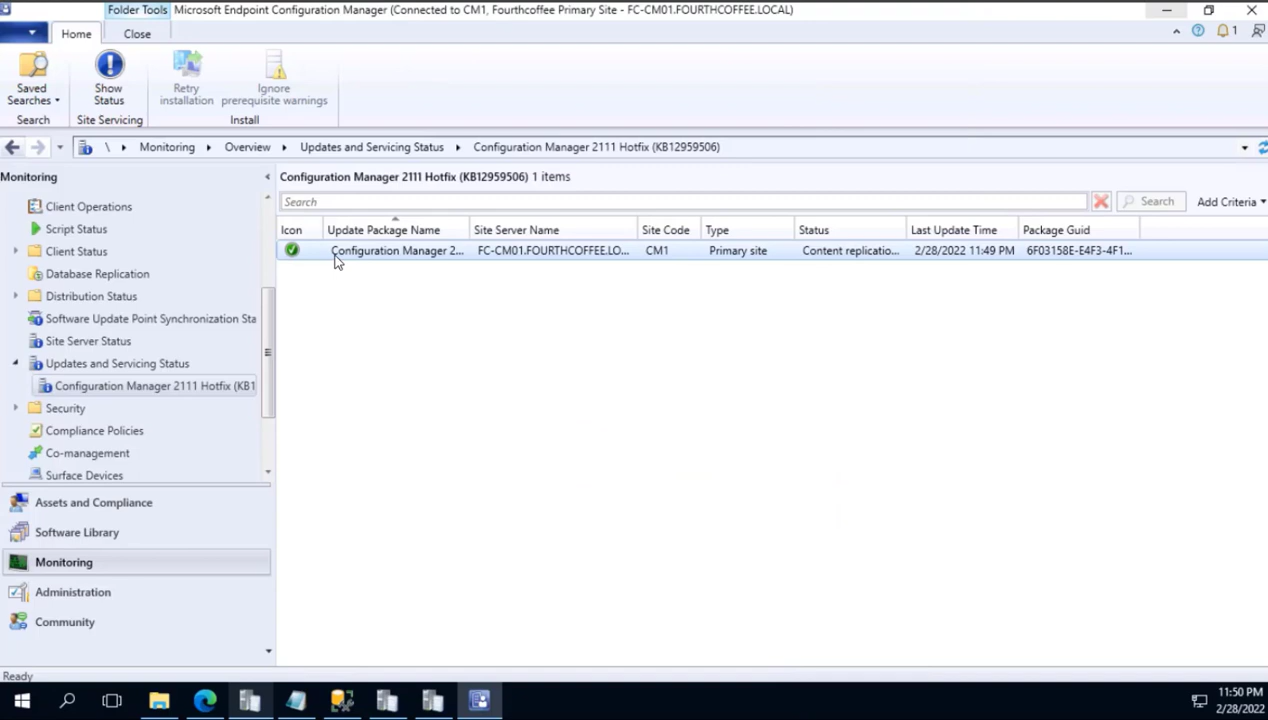 Folder Tools
Microsoft Endpoint Configuration Manager (Connected to CM1, Fourthcoffee Primary Site - FC-CM01.FOURTHCOFFEE.LOCAL)
Home
Close
1
Saved Searches
Show Status
Retry installation
Ignore prerequisite warnings
Search
Site Servicing
Install
\ Monitoring Overview Updates and Servicing Status Configuration Manager 2111 Hotfix (KB12959506)
Monitoring
Client Operations
Script Status
Client Status
Database Replication
Distribution Status
Software Update Point Synchronization Sta
Site Server Status
Updates and Servicing Status
Configuration Manager 2111 Hotfix (KB1
Security
Compliance Policies
Co-management
Surface Devices
Assets and Compliance
Software Library
Monitoring
Administration
Community
Configuration Manager 2111 Hotfix (KB12959506) 1 items
Search
Search
Add Criteria
Icon Update Package Name Site Server Name Site Code Type Status Last Update Time Package Guid
Configuration Manager 2... FC-CM01.FOURTHCOFFEE.LO... CM1 Primary site Content replicatio... 2/28/2022 11:49 PM 6F03158E-E4F3-4F1...
Ready
11:50 PM
2/28/2022